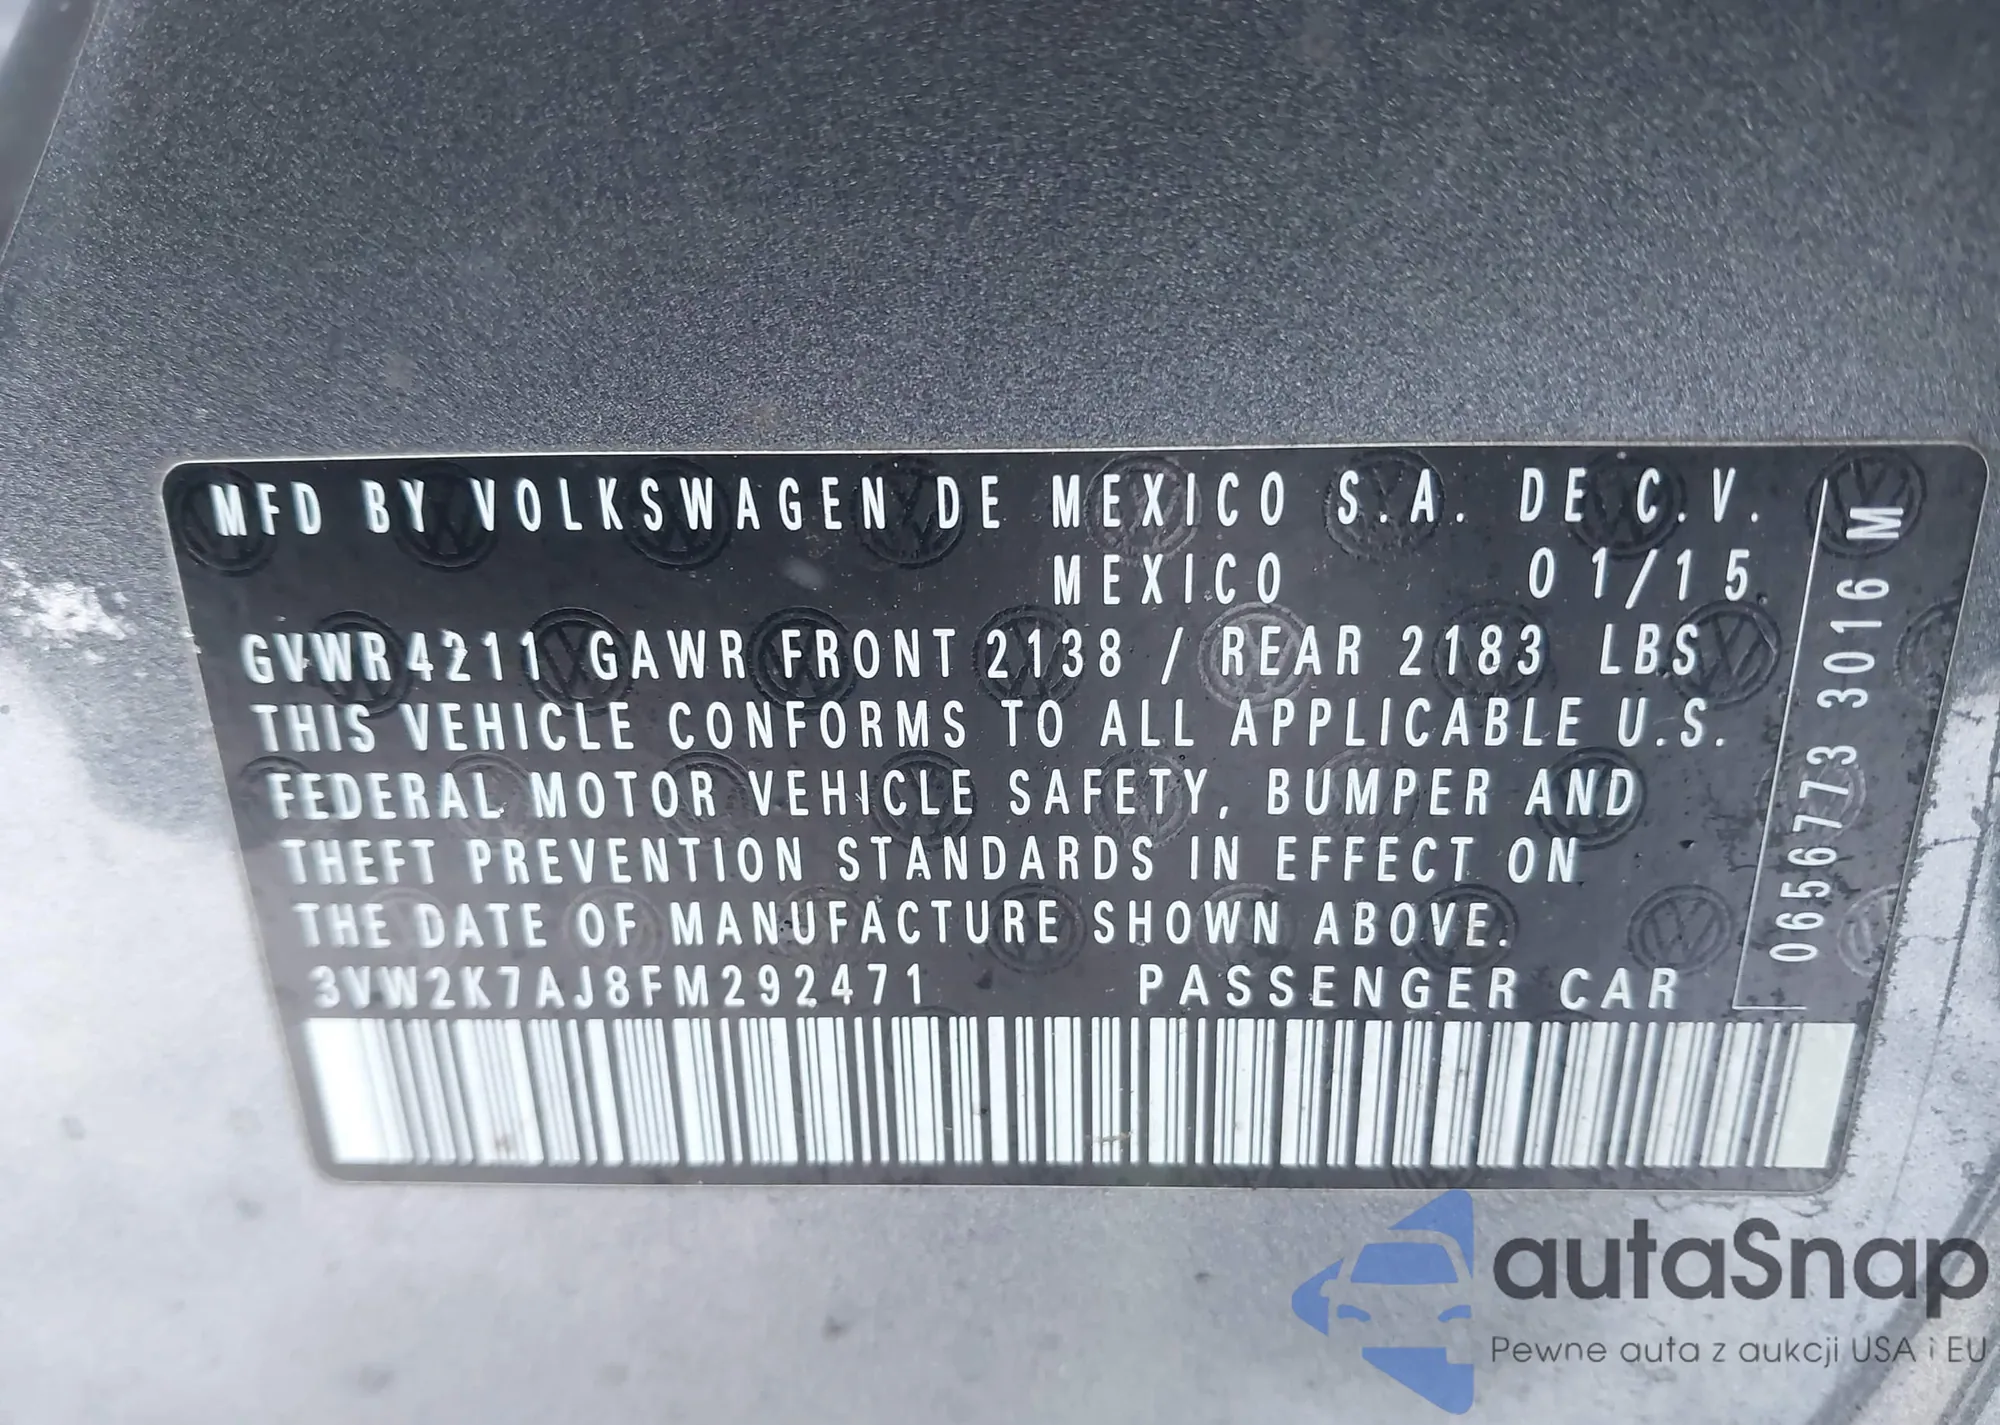 MFD BY VOLKSWAGEN DE MEXICO S.A. DE C.V.
MEXICO 01/15
GVWR 4211 GAWR FRONT 2138 / REAR 2183 LBS
THIS VEHICLE CONFORMS TO ALL APPLICABLE U.S.
FEDERAL MOTOR VEHICLE SAFETY, BUMPER AND
THEFT PREVENTION STANDARDS IN EFFECT ON
THE DATE OF MANUFACTURE SHOWN ABOVE.
3VW2K7AJ8FM292471 PASSENGER CAR
0656773 3016 M
autaSnap
Pewne auta z aukcji USA i EU